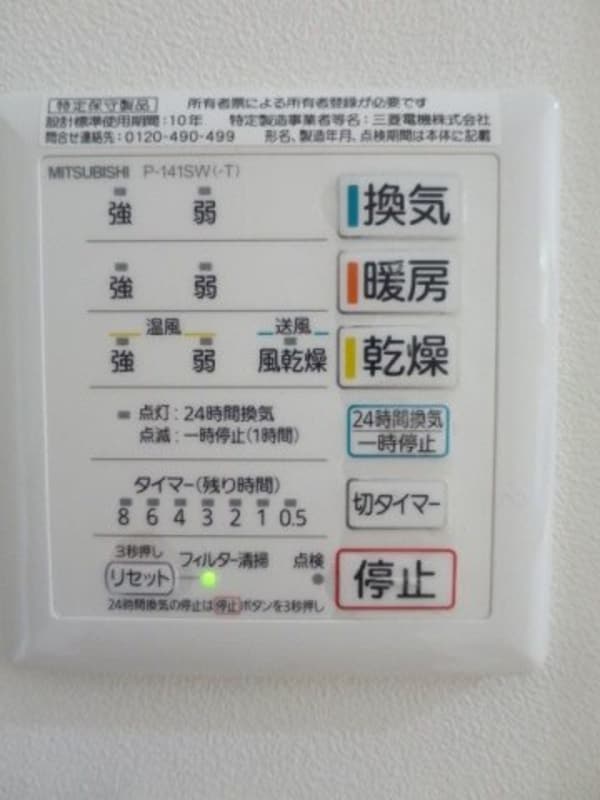 特定保守製品 所有者票による所有者登録が必要です
設計標準使用期間:10年 特定製造事業者等名:三菱電機株式会社
問合せ連絡先:0120-490-499 形名、製造年月、点検期間は本体に記載
MITSUBISHI P-141SW(-T)
強 弱 換気
強 弱 暖房
温風 送風
強 弱 風乾燥 乾燥
点灯:24時間換気
点滅:一時停止(1時間)
24時間換気
一時停止
タイマー(残り時間)
8 6 4 3 2 1 0.5
切タイマー
3秒押し フィルター清掃 点検
リセット
停止
24時間換気の停止は停止ボタンを3秒押し